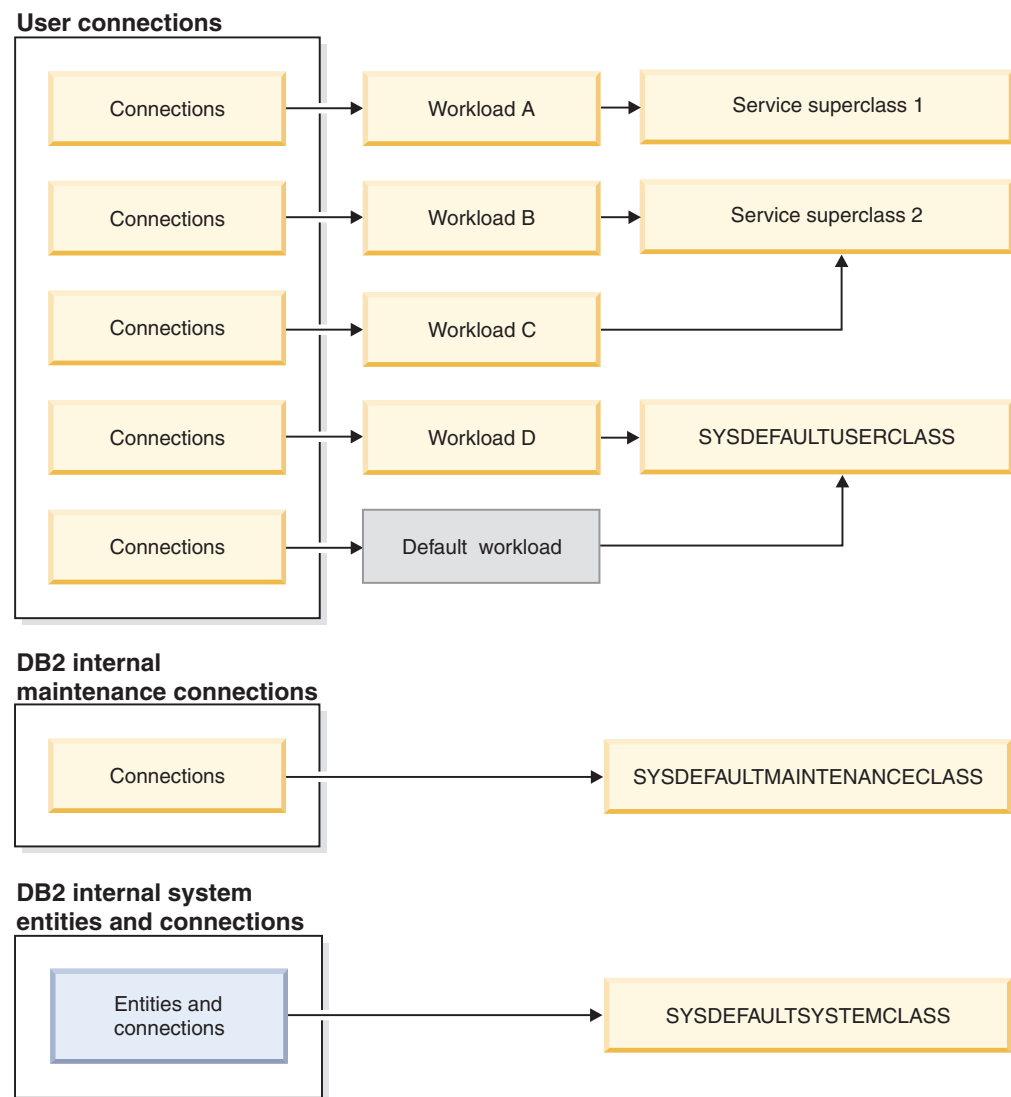 User connections
Connections
Workload A
Service superclass 1
Connections
Workload B
Service superclass 2
Connections
Workload C
Connections
Workload D
SYSDEFAULTUSERCLASS
Connections
Default workload
DB2 internal
maintenance connections
Connections
SYSDEFAULTMAINTENANCECLASS
DB2 internal system
entities and connections
Entities and
connections
SYSDEFAULTSYSTEMCLASS